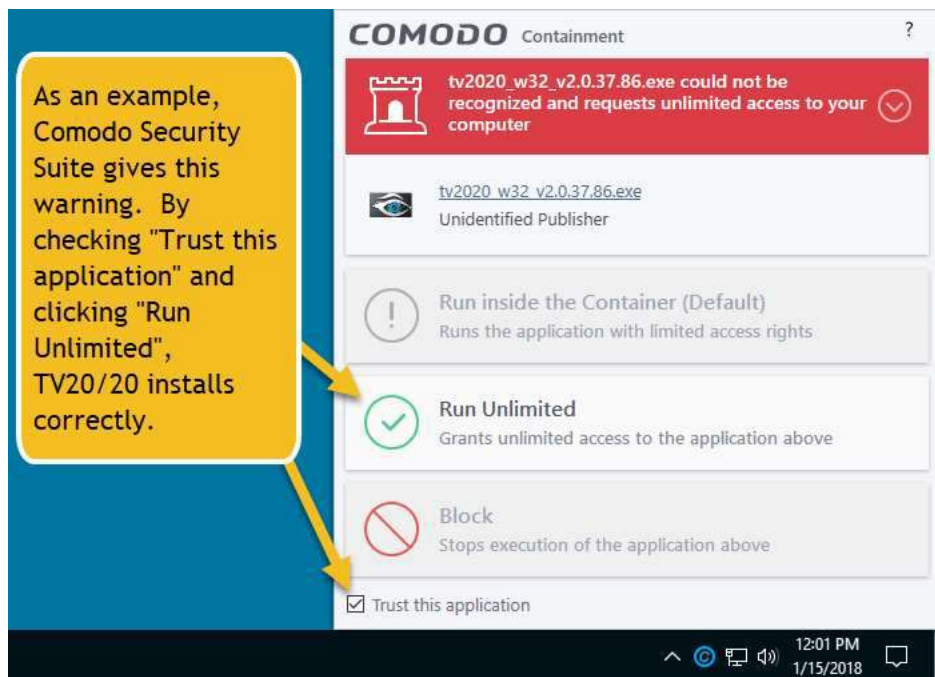 COMODO Containment
?
As an example,
Comodo Security
Suite gives this
warning. By
checking "Trust this
application" and
clicking "Run
Unlimited",
TV20/20 installs
correctly.
tv2020_w32_v2.0.37.86.exe could not be
recognized and requests unlimited access to your
computer
tv2020_w32_v2.0.37.86.exe
Unidentified Publisher
Run inside the Container (Default)
Runs the application with limited access rights
Run Unlimited
Grants unlimited access to the application above
Block
Stops execution of the application above
Trust this application
12:01 PM
1/15/2018